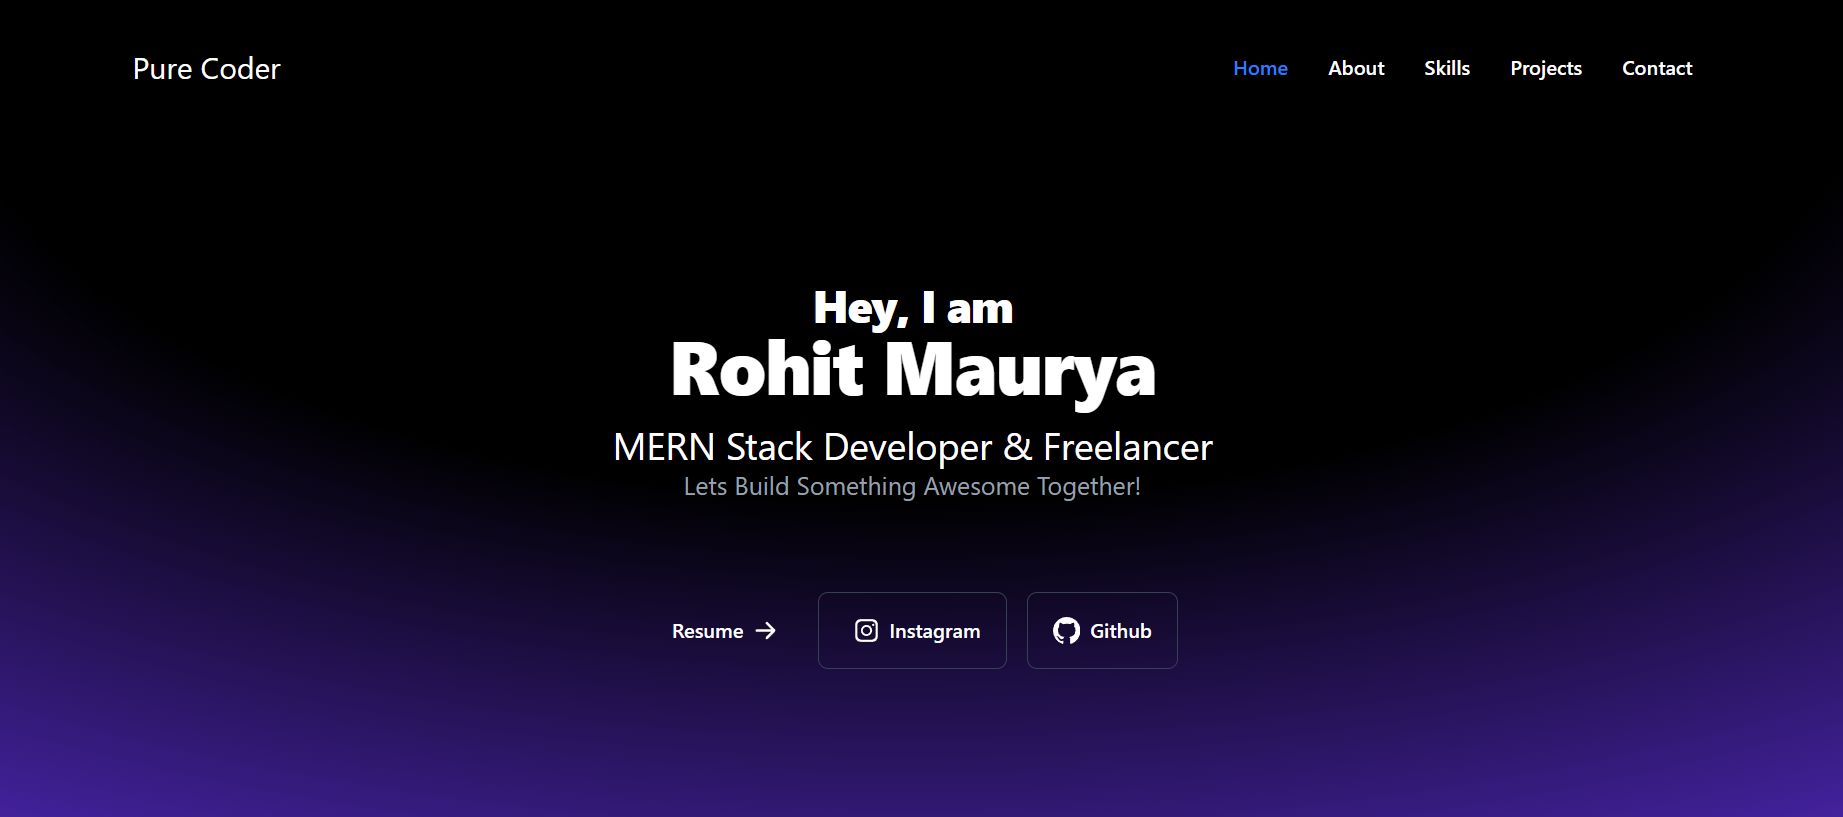 Pure Coder
Home About Skills Projects Contact
Hey, I am
Rohit Maurya
MERN Stack Developer & Freelancer
Lets Build Something Awesome Together!
Resume Instagram Github